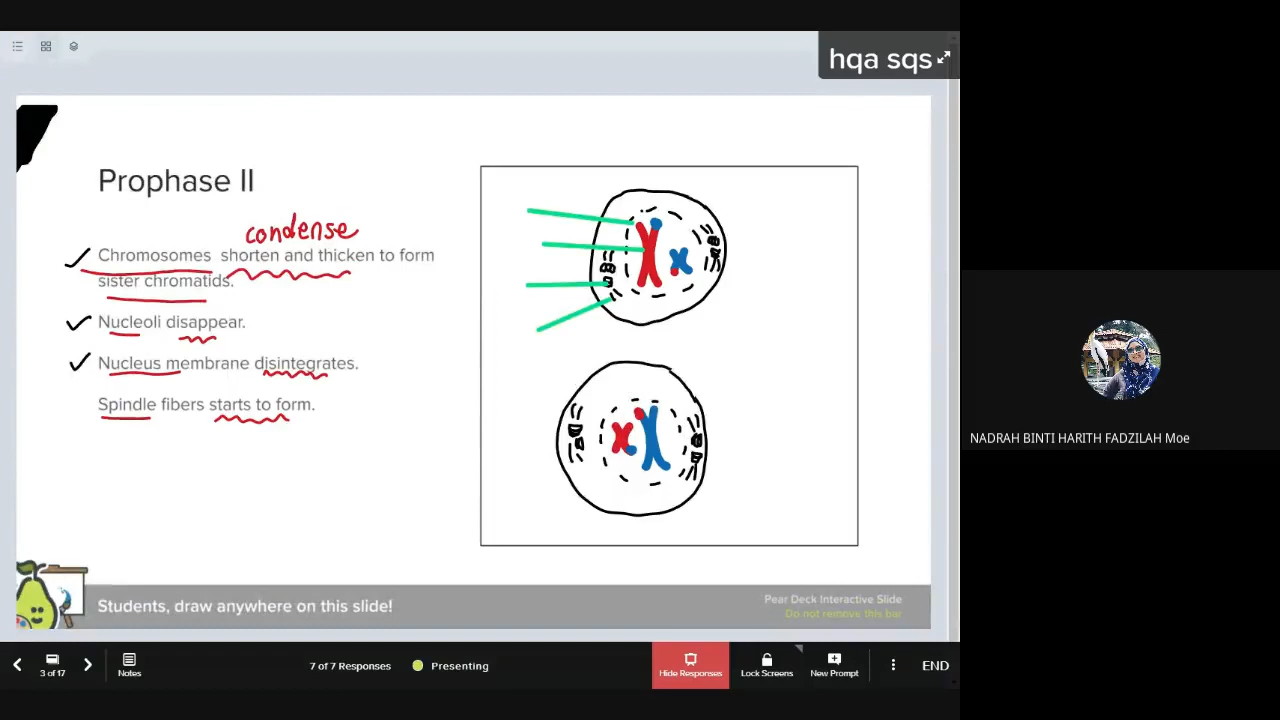 hqa sqs
Prophase II
condense
Chromosomes shorten and thicken to form
sister chromatids.
Nucleoli disappear.
Nucleus membrane disintegrates.
Spindle fibers starts to form.
NADRAH BINTI HARITH FADZILAH Moe
Students, draw anywhere on this slide!
Pear Deck Interactive Slide
Do not remove this bar
3 of 17
Notes
7 of 7 Responses
Presenting
Hide Responses
Lock Screens
New Prompt
END